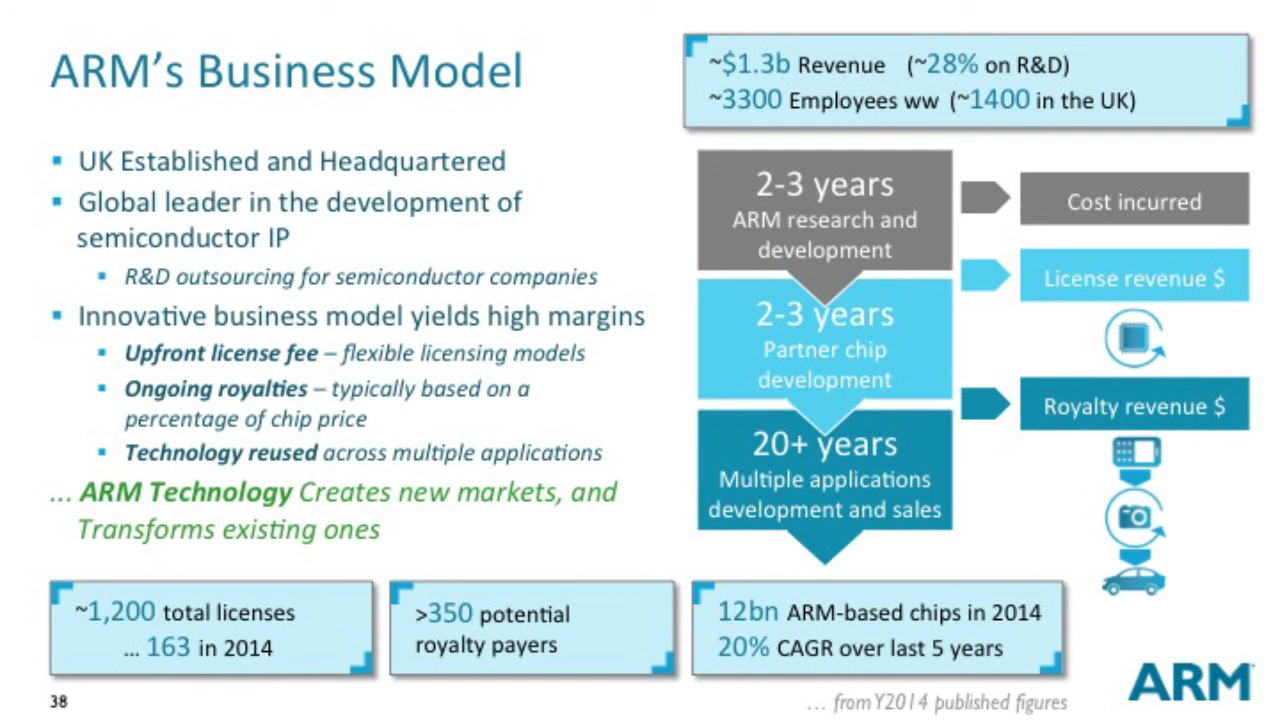 ARM’s Business Model
~$1.3b Revenue (~28% on R&D)
~3300 Employees ww (~1400 in the UK)
▪ UK Established and Headquartered
▪ Global leader in the development of
semiconductor IP
▪ R&D outsourcing for semiconductor companies
▪ Innovative business model yields high margins
▪ Upfront license fee – flexible licensing models
▪ Ongoing royalties – typically based on a
percentage of chip price
▪ Technology reused across multiple applications
... ARM Technology Creates new markets, and
Transforms existing ones
2-3 years
ARM research and
development
Cost incurred
2-3 years
Partner chip
development
License revenue $
20+ years
Multiple applications
development and sales
Royalty revenue $
~1,200 total licenses
... 163 in 2014
>350 potential
royalty payers
12bn ARM-based chips in 2014
20% CAGR over last 5 years
38
... from Y2014 published figures
ARM